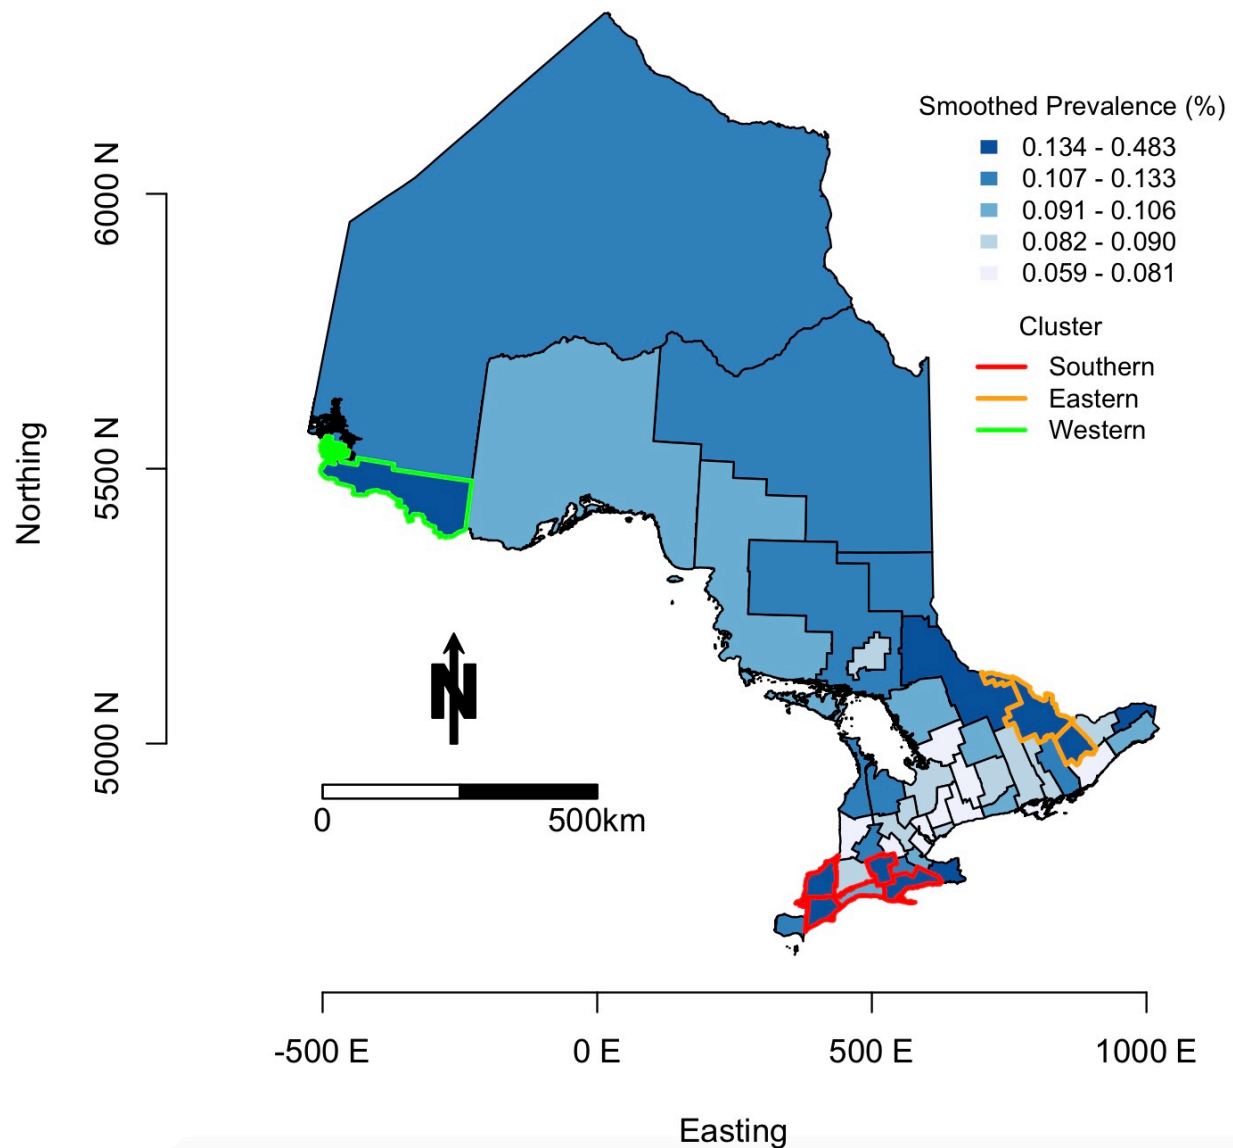 Smoothed Prevalence (%)
0.134 - 0.483
0.107 - 0.133
0.091 - 0.106
0.082 - 0.090
0.059 - 0.081
Cluster
Southern
Eastern
Western
6000 N
5500 N
5000 N
Northing
N
0 500km
-500 E 0 E 500 E 1000 E
Easting